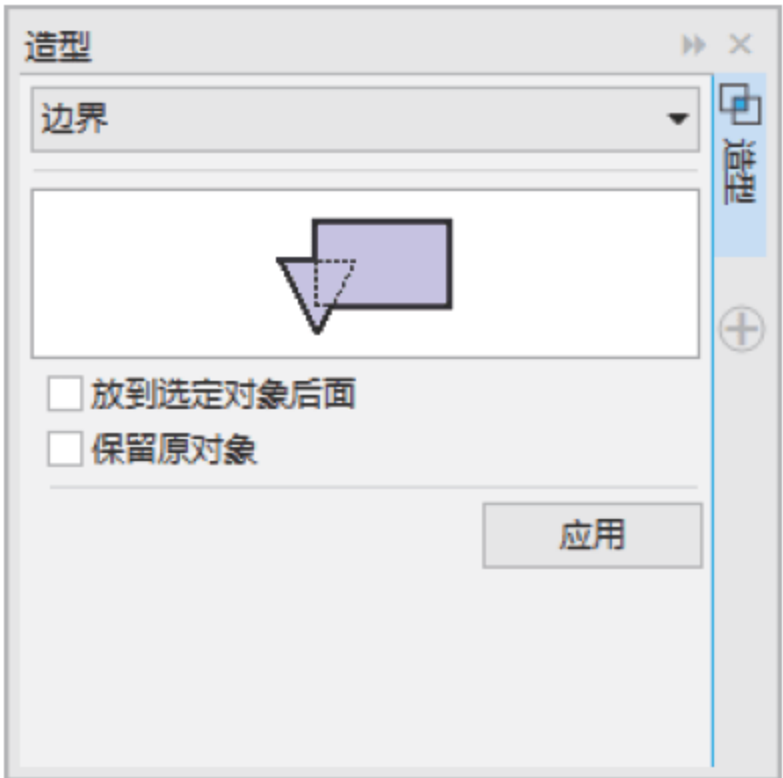 造型
边界
造型
放到选定对象后面
保留原对象
应用